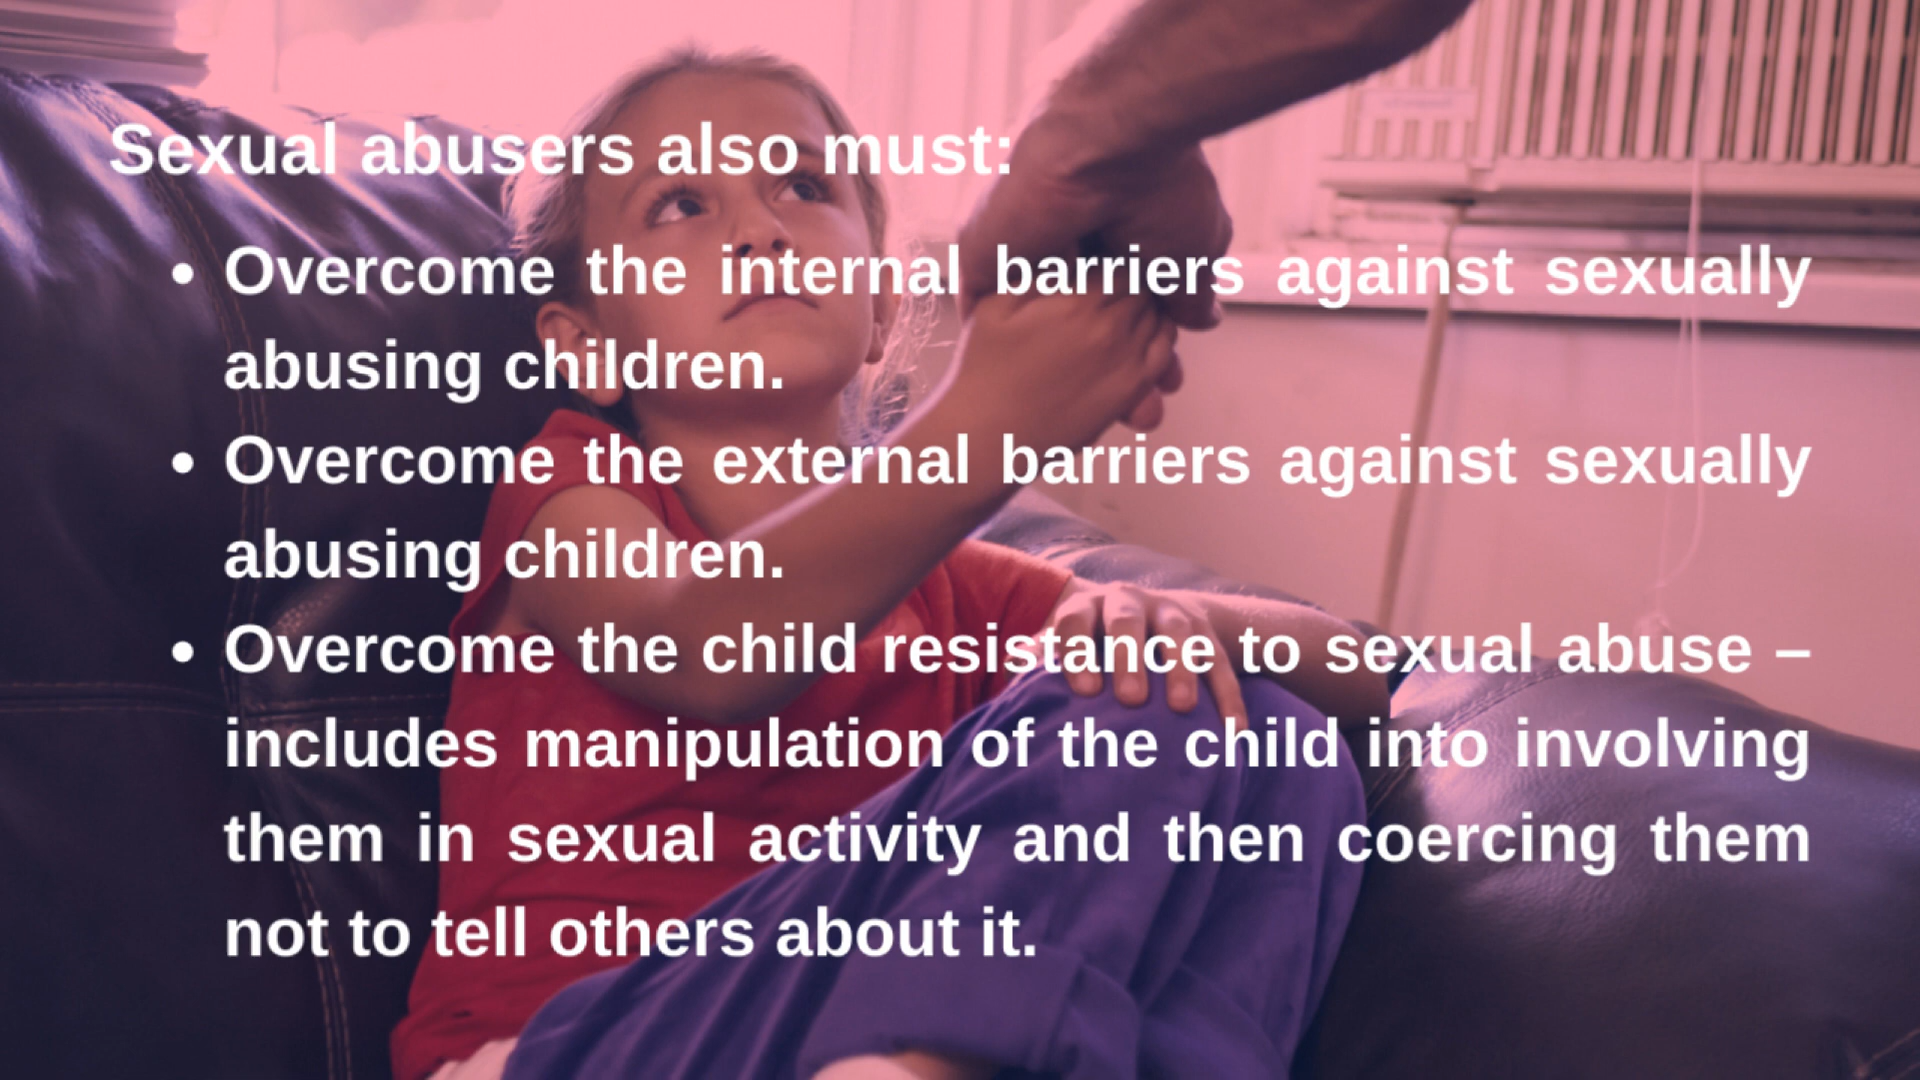 Sexual abusers also must:
• Overcome the internal barriers against sexually
abusing children.
• Overcome the external barriers against sexually
abusing children.
• Overcome the child resistance to sexual abuse –
includes manipulation of the child into involving
them in sexual activity and then coercing them
not to tell others about it.